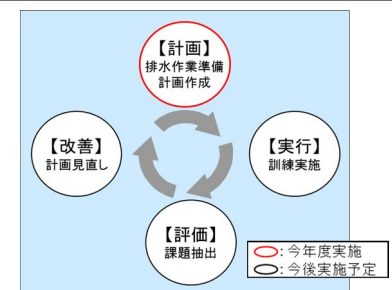 【計画】
排水作業準備
計画作成
【改善】
計画見直し
【実行】
訓練実施
【評価】
課題抽出
：今年度実施
：今後実施予定